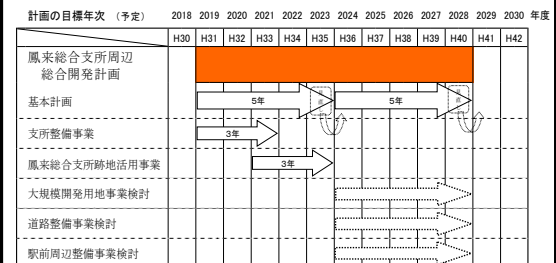 計画の目標年次 （予定） 2018 2019 2020 2021 2022 2023 2024 2025 2026 2027 2028 2029 2030 年度
H30 H31 H32 H33 H34 H35 H36 H37 H38 H39 H40 H41 H42
鳳来総合支所周辺
総合開発計画
基本計画 5年 5年
支所整備事業 3年
鳳来総合支所跡地活用事業 3年
大規模開発用地事業検討
道路整備事業検討
駅前周辺整備事業検討